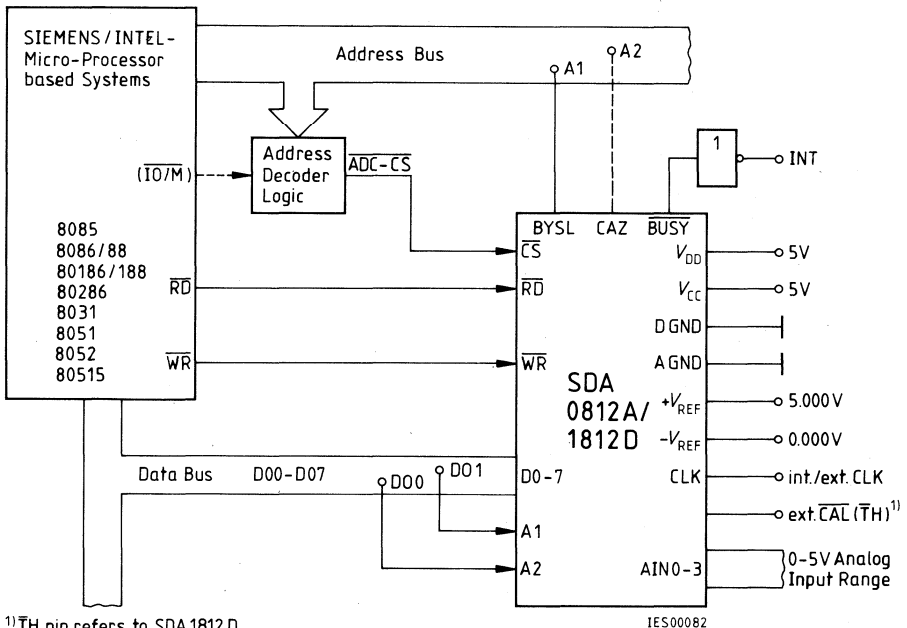 SIEMENS/INTEL-
Micro-Processor
based Systems
Address Bus
A1
A2
1
INT
(IO/M)
Address
Decoder
Logic
ADC-CS
8085
8086/88
80186/188
80286
8031
8051
8052
80515
RD
WR
BYSL CAZ BUSY
CS
RD
WR
SDA
0812A/
1812D
D0-7
A1
A2
VDD
5V
VCC
5V
DGND
AGND
+VREF
5.000V
-VREF
0.000V
CLK
int./ext. CLK
ext. CAL (TH) 1)
AIN0-3
0-5V Analog
Input Range
Data Bus D00-D07
D00
D01
1) TH pin refers to SDA 1812 D
IES00082